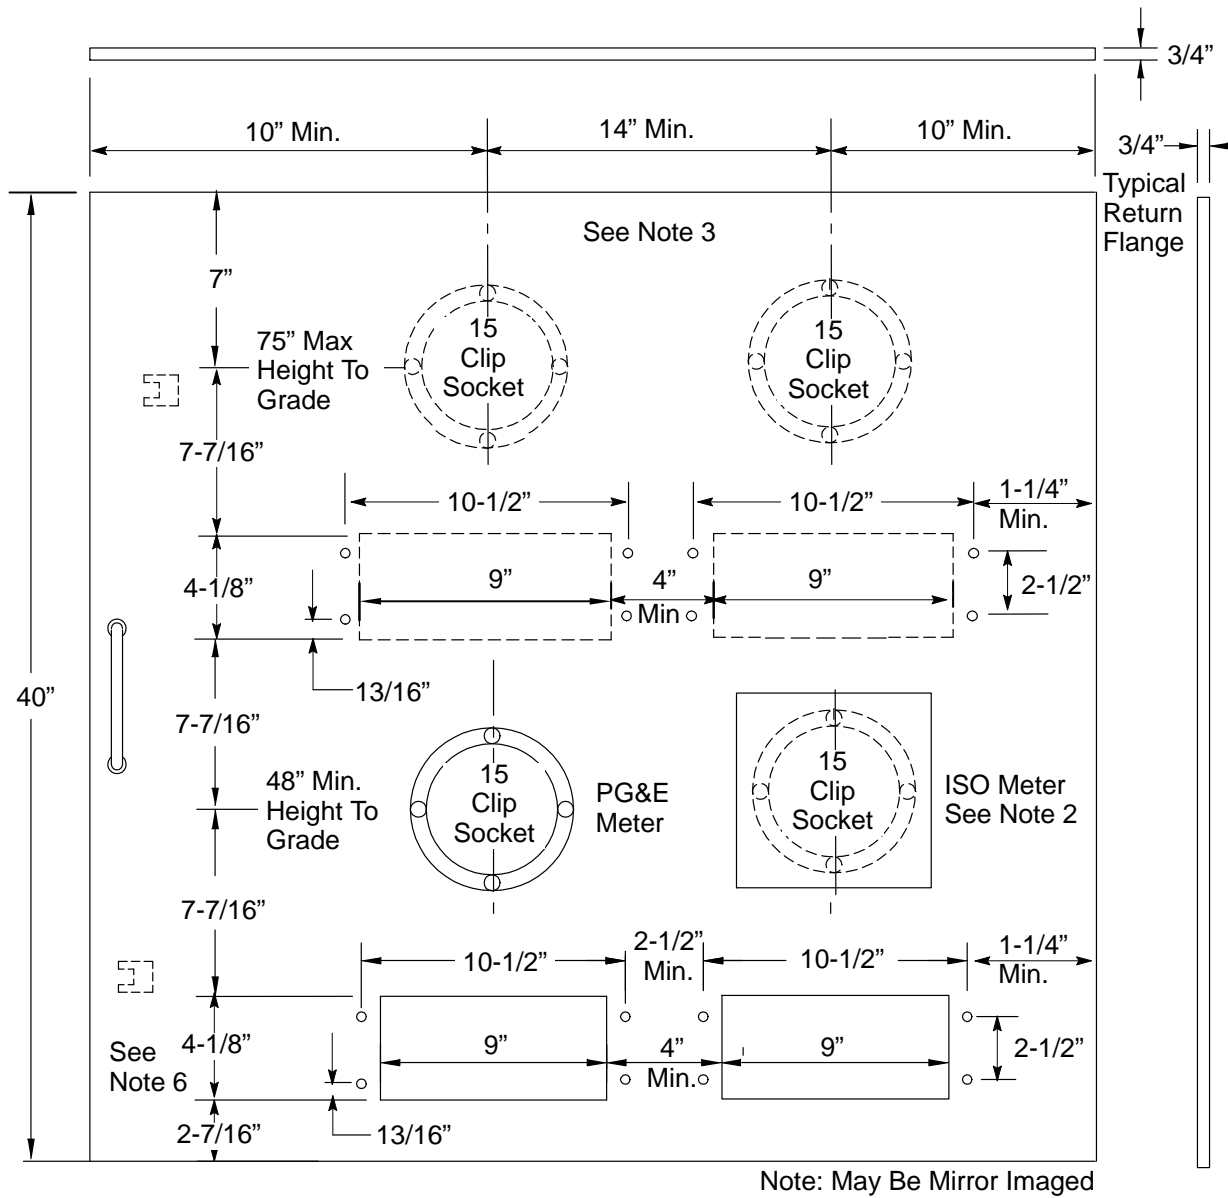 3/4”
10” Min.
14” Min.
10” Min.
3/4”
Typical
Return
Flange
See Note 3
7”
75” Max
Height To
Grade
15
Clip
Socket
15
Clip
Socket
7-7/16”
10-1/2”
10-1/2”
1-1/4”
Min.
4-1/8”
9”
4”
Min
9”
2-1/2”
13/16”
40”
7-7/16”
48” Min.
Height To
Grade
15
Clip
Socket
PG&E
Meter
15
Clip
Socket
ISO Meter
See Note 2
7-7/16”
10-1/2”
2-1/2”
Min.
10-1/2”
1-1/4”
Min.
See
Note 6
4-1/8”
9”
4”
Min.
9”
2-1/2”
2-7/16”
13/16”
Note: May Be Mirror Imaged